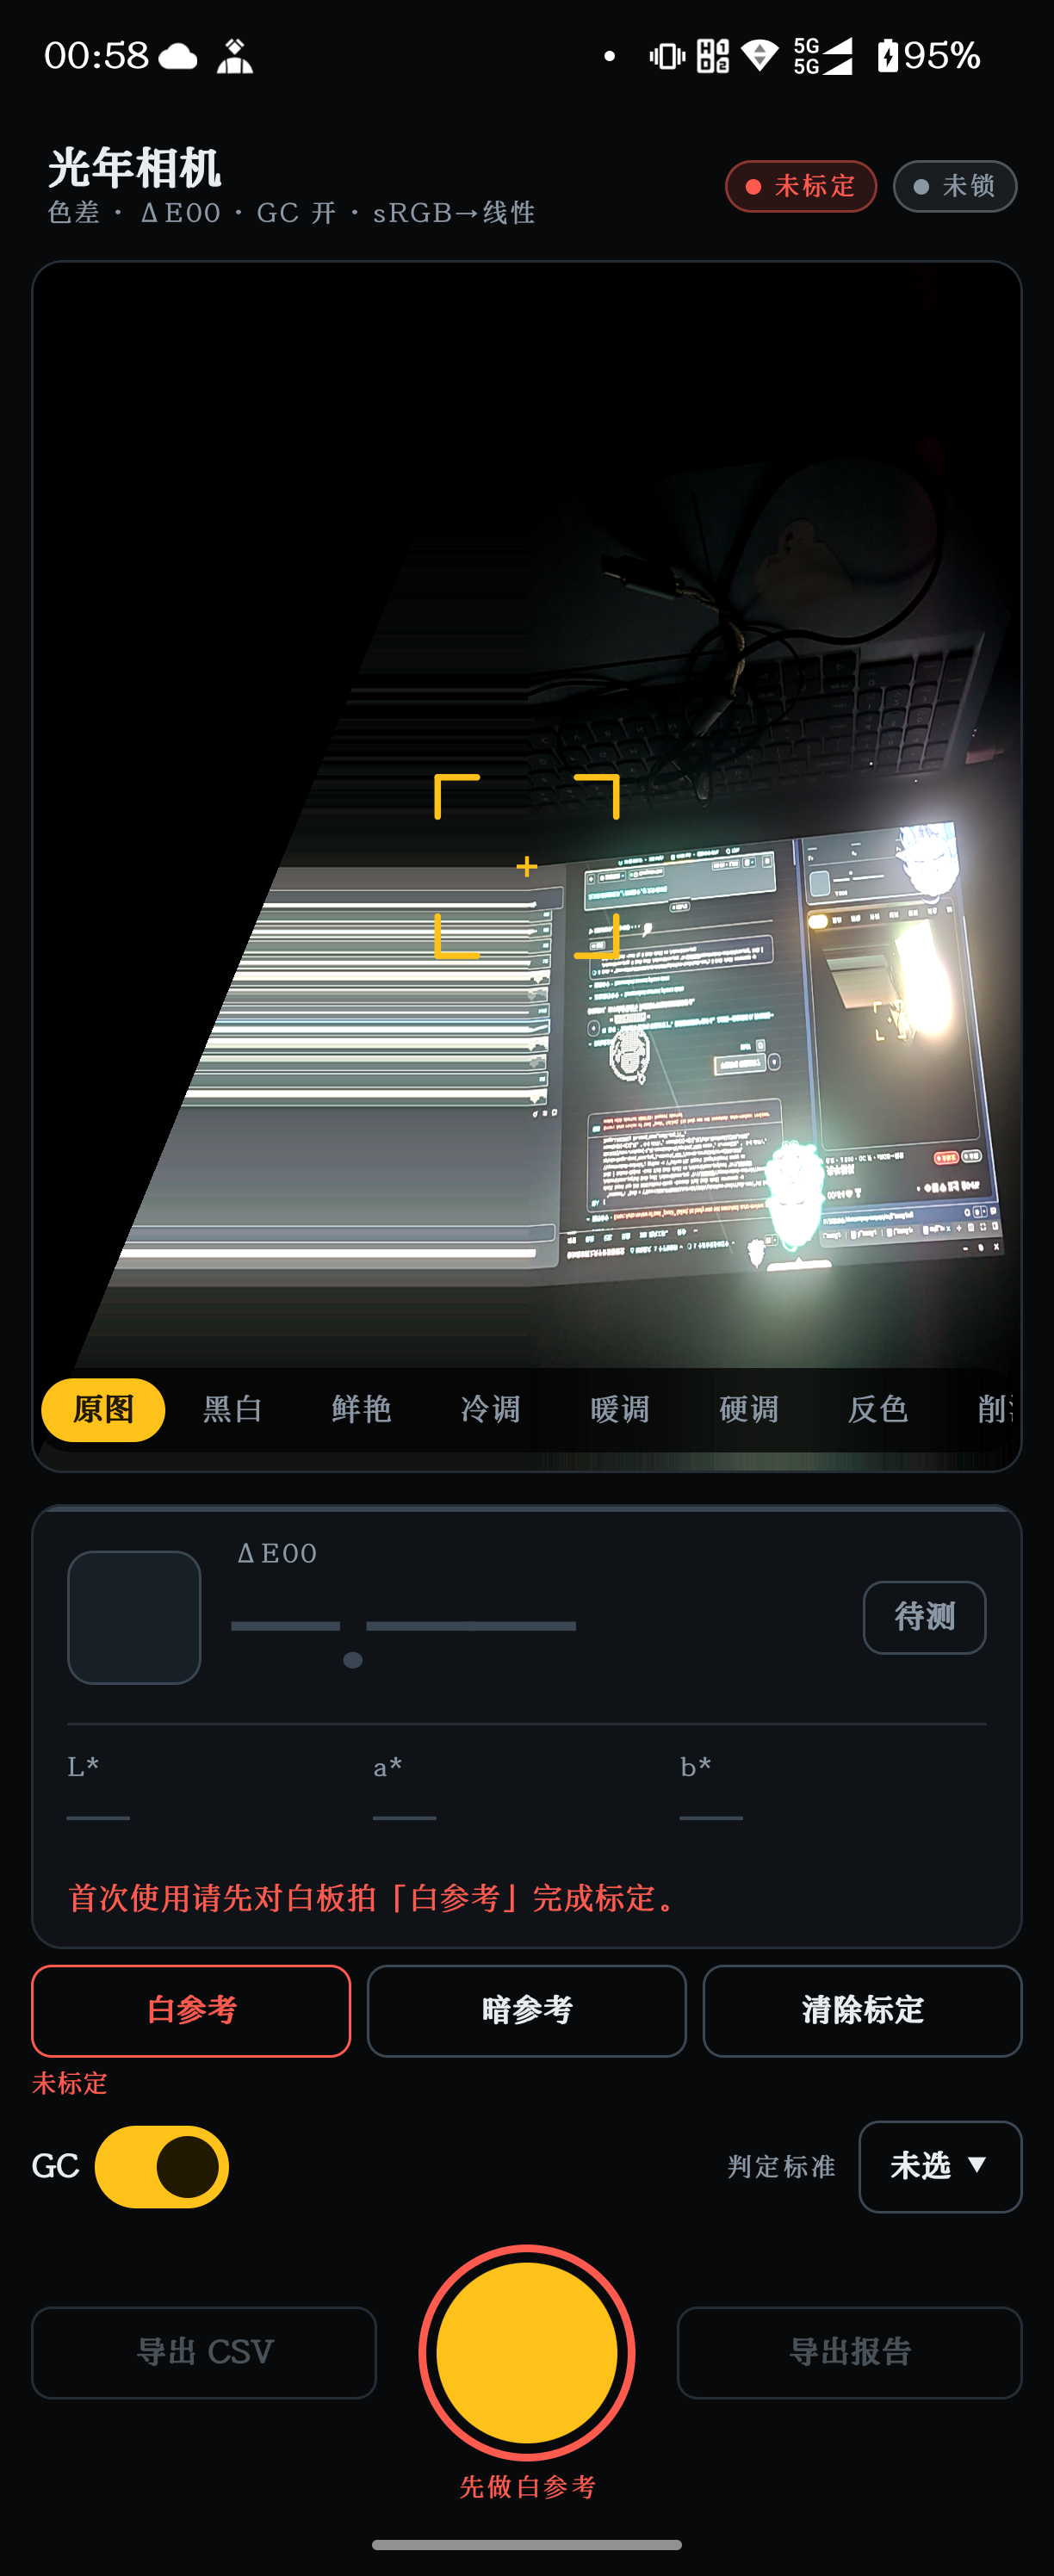 00:58
5G
5G
95%
光年相机
色差 · ΔE00 · GC 开 · sRGB→线性
未标定
未锁
原图 黑白 鲜艳 冷调 暖调 硬调 反色
ΔE00
待测
L* a* b*
首次使用请先对白板拍「白参考」完成标定。
白参考 暗参考 清除标定
未标定
GC 判定标准 未选 ▼
导出 CSV 导出报告
先做白参考